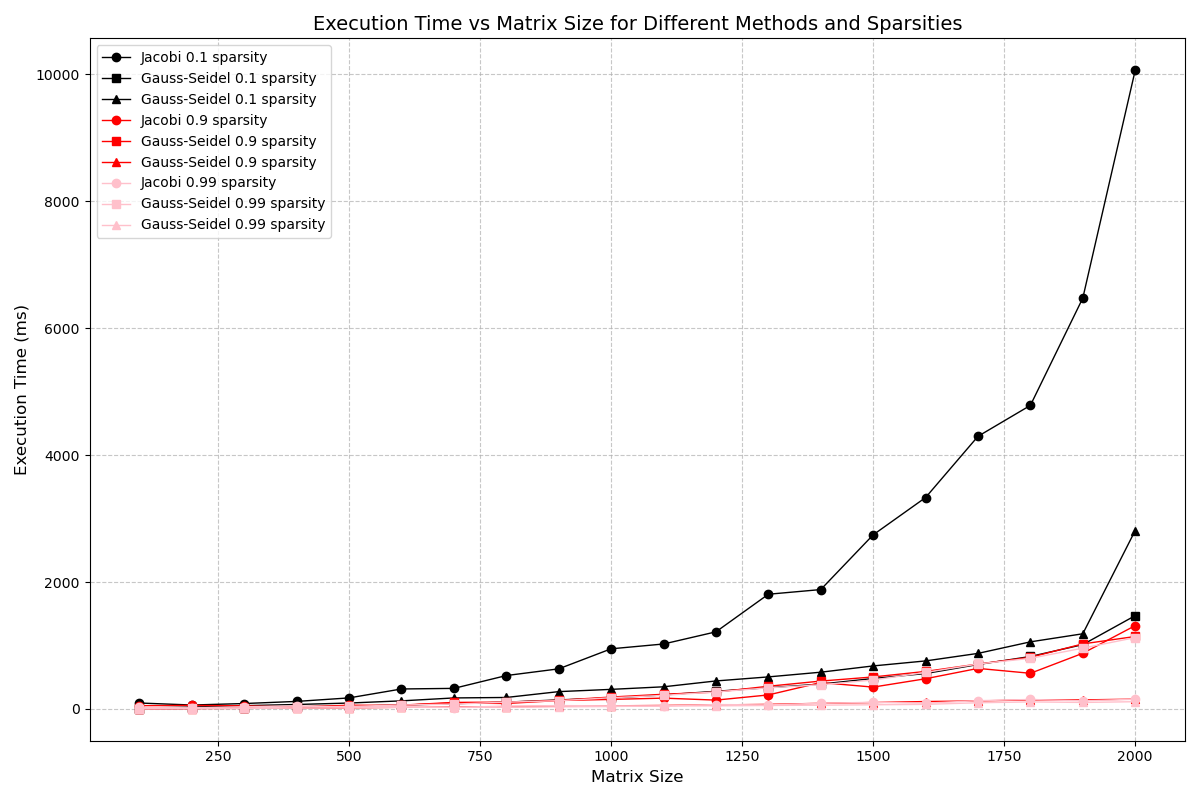 Execution Time vs Matrix Size for Different Methods and Sparsities
Jacobi 0.1 sparsity
Gauss-Seidel 0.1 sparsity
Gauss-Seidel 0.1 sparsity
Jacobi 0.9 sparsity
Gauss-Seidel 0.9 sparsity
Gauss-Seidel 0.9 sparsity
Jacobi 0.99 sparsity
Gauss-Seidel 0.99 sparsity
Gauss-Seidel 0.99 sparsity
Execution Time (ms)
10000
8000
6000
4000
2000
0
250 500 750 1000 1250 1500 1750 2000
Matrix Size